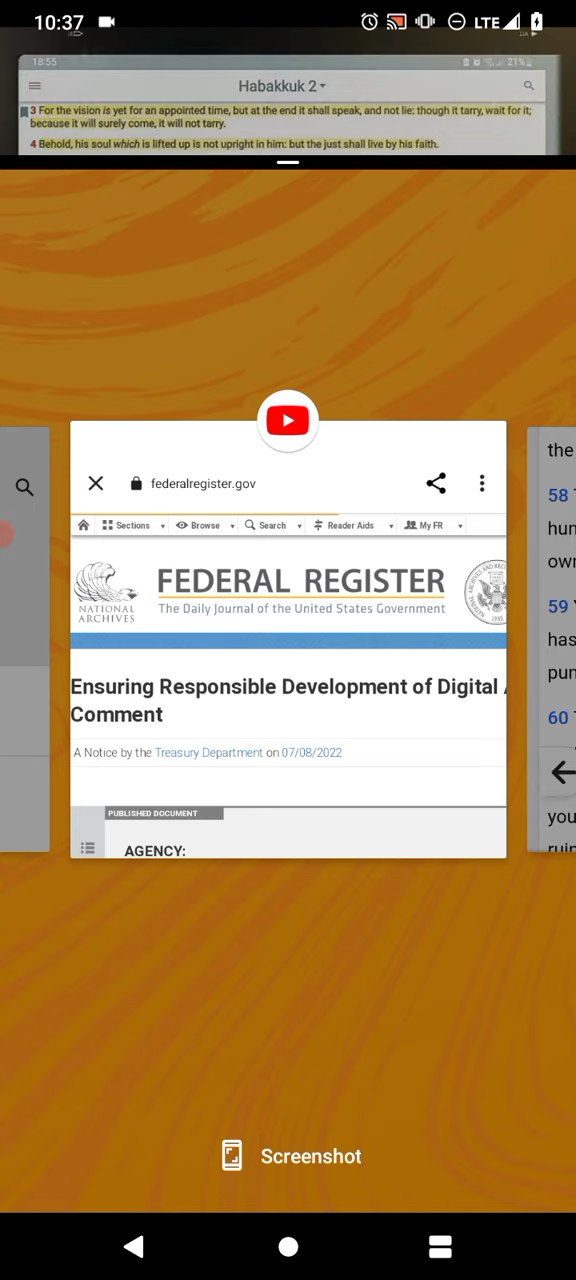 10:37 LTE
18:55 21%
Habakkuk 2
3 For the vision is yet for an appointed time, but at the end it shall speak, and not lie: though it tarry, wait for it;
because it will surely come, it will not tarry.
4 Behold, his soul which is lifted up is not upright in him: but the just shall live by his faith.
federalregister.gov
Sections Browse Search Reader Aids My FR
NATIONAL
ARCHIVES
FEDERAL REGISTER
The Daily Journal of the United States Government
1985
Ensuring Responsible Development of Digital
Comment
A Notice by the Treasury Department on 07/08/2022
PUBLISHED DOCUMENT
AGENCY:
the
58
hun
own
59
has
pun
60
you
ruin
Screenshot